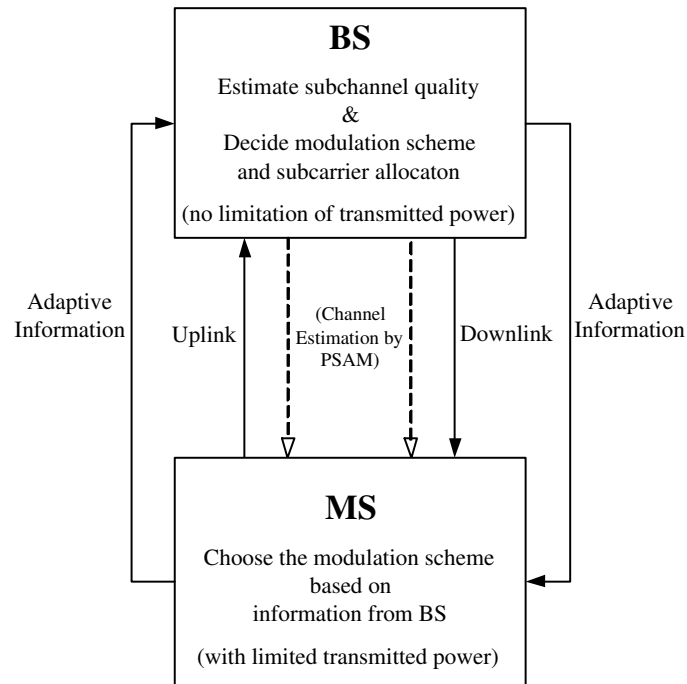 BS
Estimate subchannel quality
&
Decide modulation scheme
and subcarrier allocaton
(no limitation of transmitted power)
Adaptive
Information
Uplink
(Channel
Estimation by
PSAM)
Downlink
Adaptive
Information
MS
Choose the modulation scheme
based on
information from BS
(with limited transmitted power)